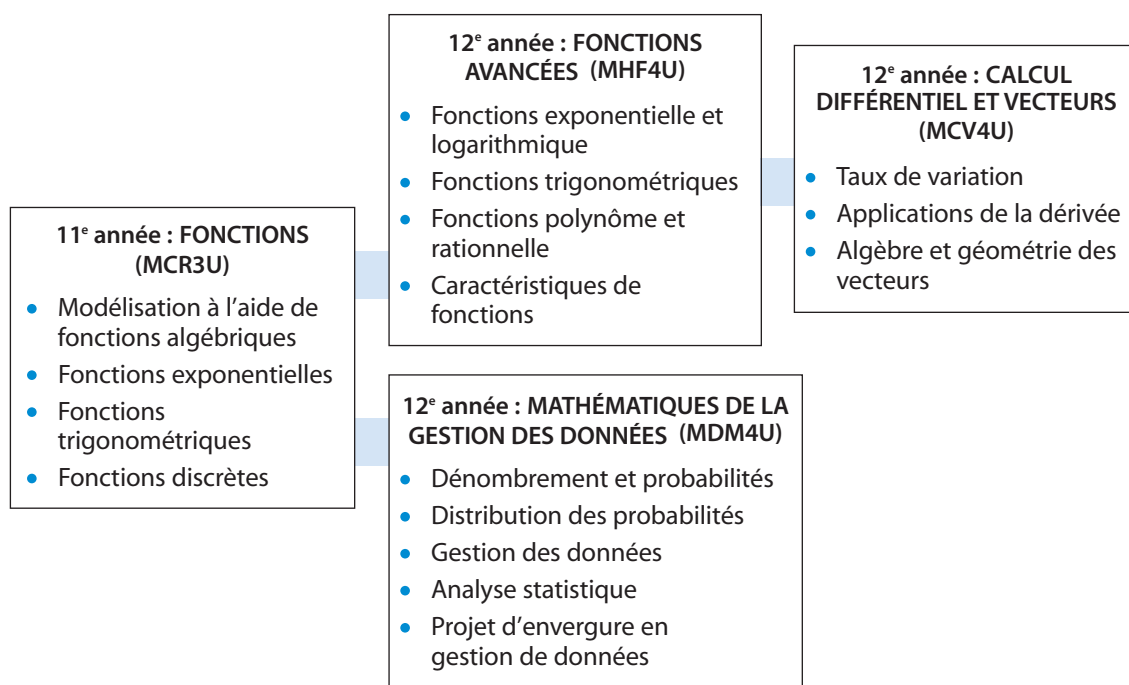 11e année : FONCTIONS
(MCR3U)
• Modélisation à l’aide de
fonctions algébriques
• Fonctions exponentielles
• Fonctions
trigonométriques
• Fonctions discrètes
12e année : FONCTIONS
AVANCÉES (MHF4U)
• Fonctions exponentielle et
logarithmique
• Fonctions trigonométriques
• Fonctions polynôme et
rationnelle
• Caractéristiques de
fonctions
12e année : CALCUL
DIFFÉRENTIEL ET VECTEURS
(MCV4U)
• Taux de variation
• Applications de la dérivée
• Algèbre et géométrie des
vecteurs
12e année : MATHÉMATIQUES DE LA
GESTION DES DONNÉES (MDM4U)
• Dénombrement et probabilités
• Distribution des probabilités
• Gestion des données
• Analyse statistique
• Projet d’envergure en
gestion de données